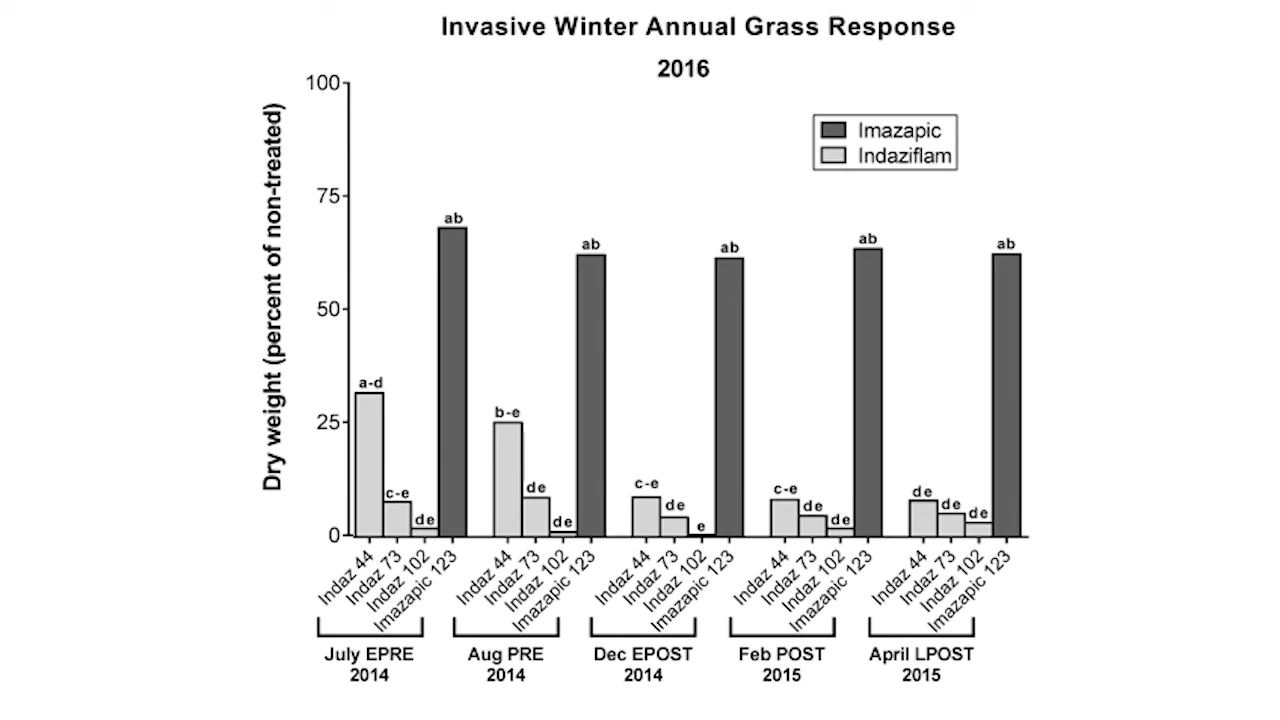 Invasive Winter Annual Grass Response
2016
Dry weight (percent of non-treated)
100
75
50
25
0
Imazapic
Indaziflam
a-d
c-e
de
ab
b-e
de
de
ab
c-e
de
e
ab
c-e
de
de
ab
de
de
de
ab
Indaz 44
Indaz 73
Indaz 102
Imazapic 123
Indaz 44
Indaz 73
Indaz 102
Imazapic 123
Indaz 44
Indaz 73
Indaz 102
Imazapic 123
Indaz 44
Indaz 73
Indaz 102
Imazapic 123
Indaz 44
Indaz 73
Indaz 102
Imazapic 123
July EPRE
2014
Aug PRE
2014
Dec EPOST
2014
Feb POST
2015
April LPOST
2015